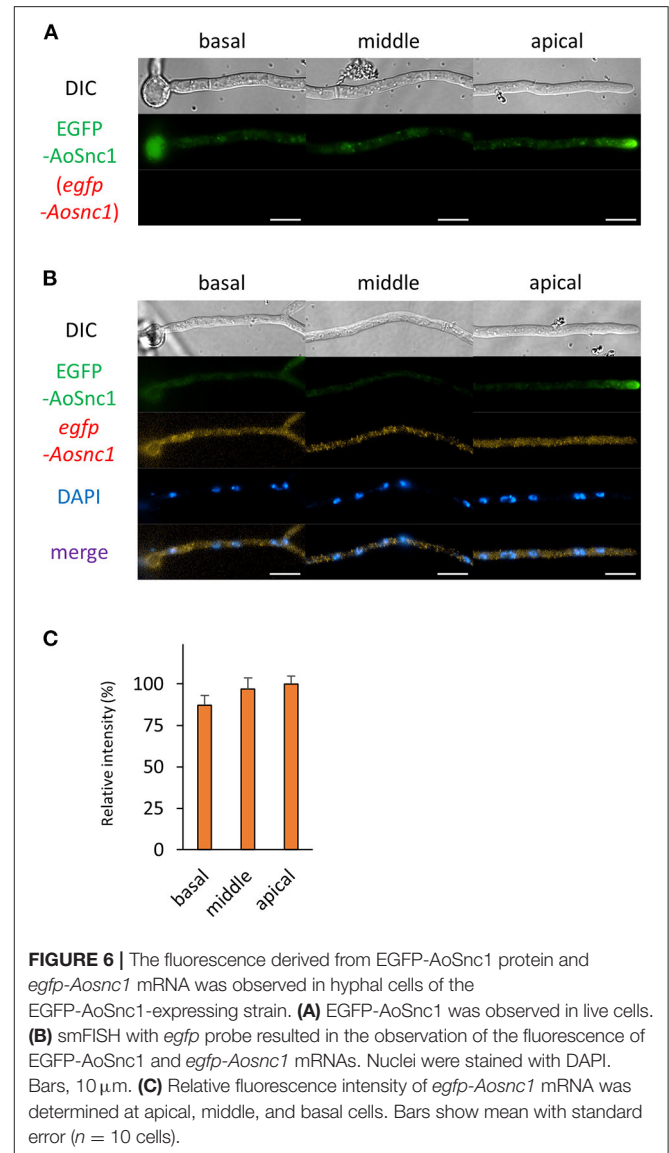 A
basal middle apical
DIC
EGFP
-AoSnc1
(egfp
-Aosnc1)
B
basal middle apical
DIC
EGFP
-AoSnc1
egfp
-Aosnc1
DAPI
merge
C
Relative intensity (%)
100
75
50
25
0
basal
middle
apical
FIGURE 6 | The fluorescence derived from EGFP-AoSnc1 protein and
egfp-Aosnc1 mRNA was observed in hyphal cells of the
EGFP-AoSnc1-expressing strain. (A) EGFP-AoSnc1 was observed in live cells.
(B) smFISH with egfp probe resulted in the observation of the fluorescence of
EGFP-AoSnc1 and egfp-Aosnc1 mRNAs. Nuclei were stained with DAPI.
Bars, 10 μm. (C) Relative fluorescence intensity of egfp-Aosnc1 mRNA was
determined at apical, middle, and basal cells. Bars show mean with standard
error (n = 10 cells).